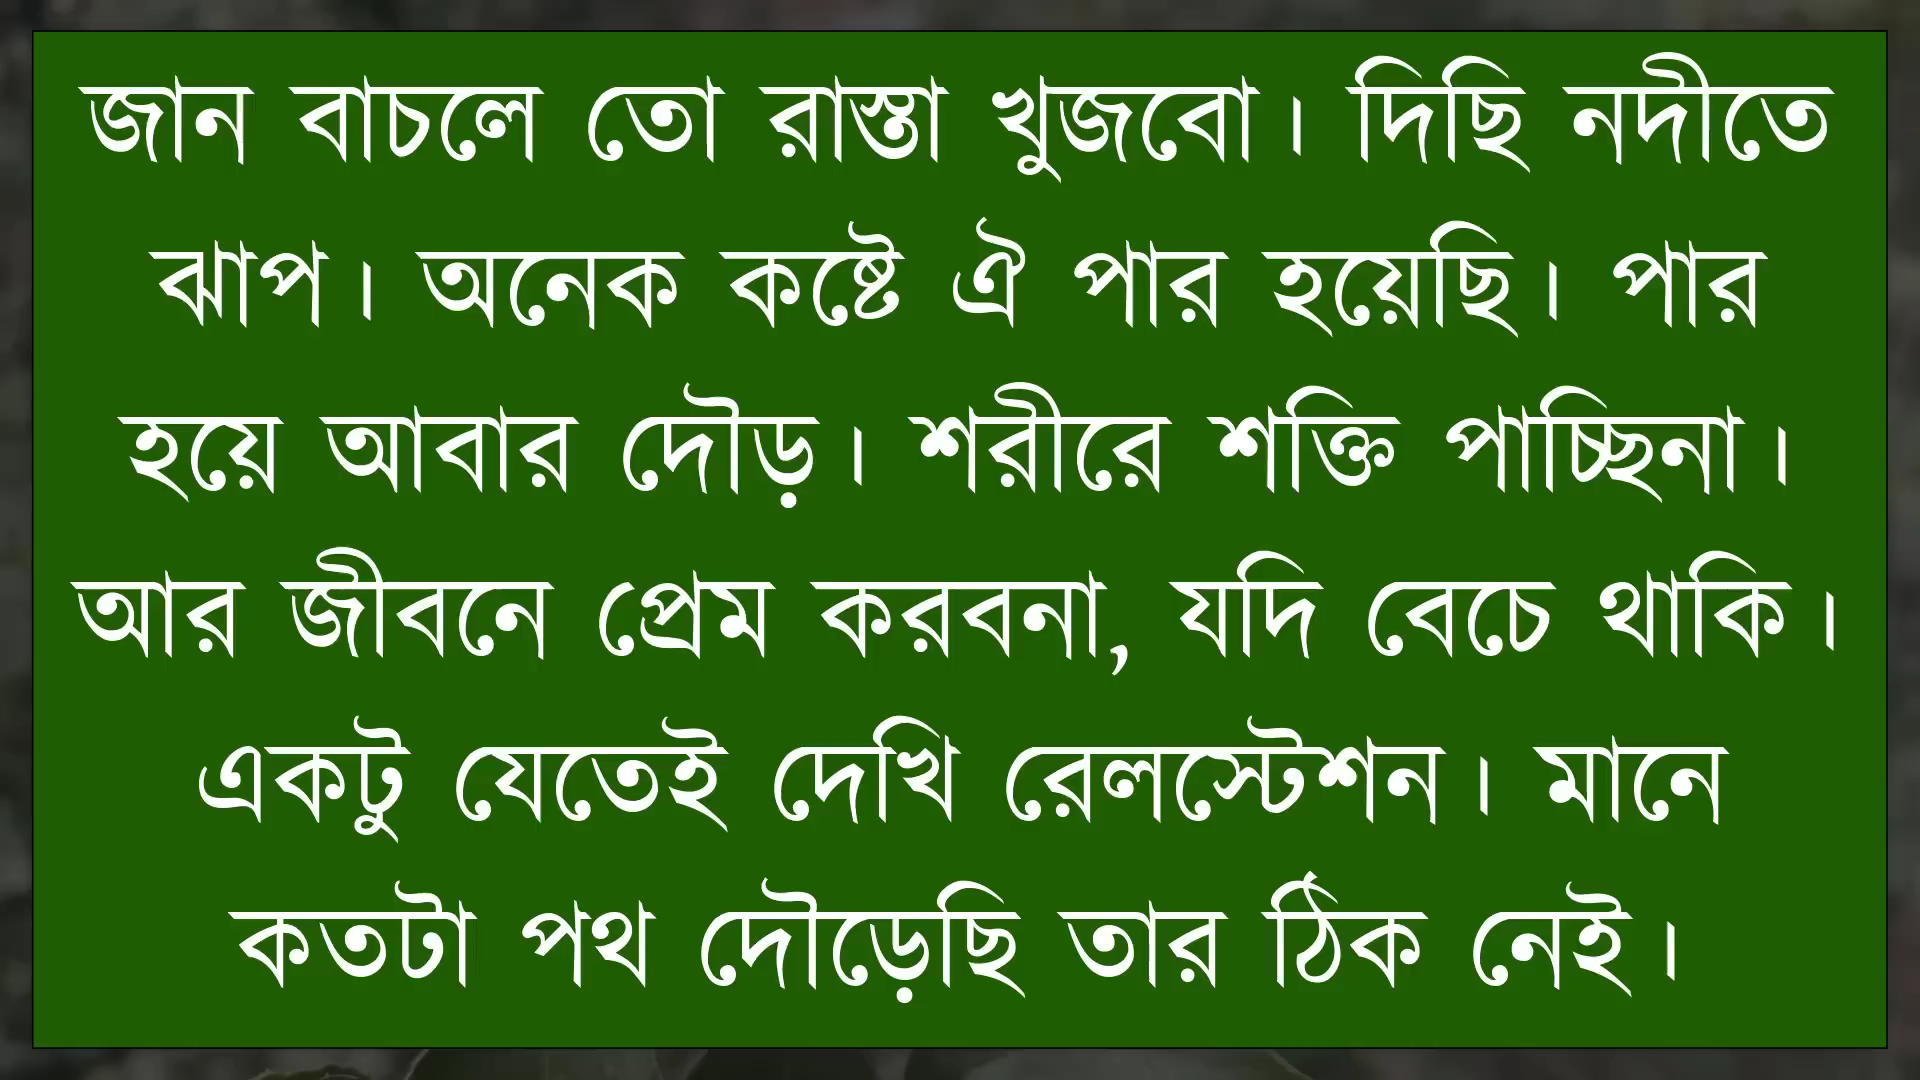 জান বাচলে তো রাস্তা খুজবো। দিছি নদীতে
ঝাপ। অনেক কষ্টে ঐ পার হয়েছি। পার
হয়ে আবার দৌড়। শরীরে শক্তি পাচ্ছিনা।
আর জীবনে প্রেম করবনা, যদি বেচে থাকি।
একটু যেতেই দেখি রেলস্টেশন। মানে
কতটা পথ দৌড়েছি তার ঠিক নেই।